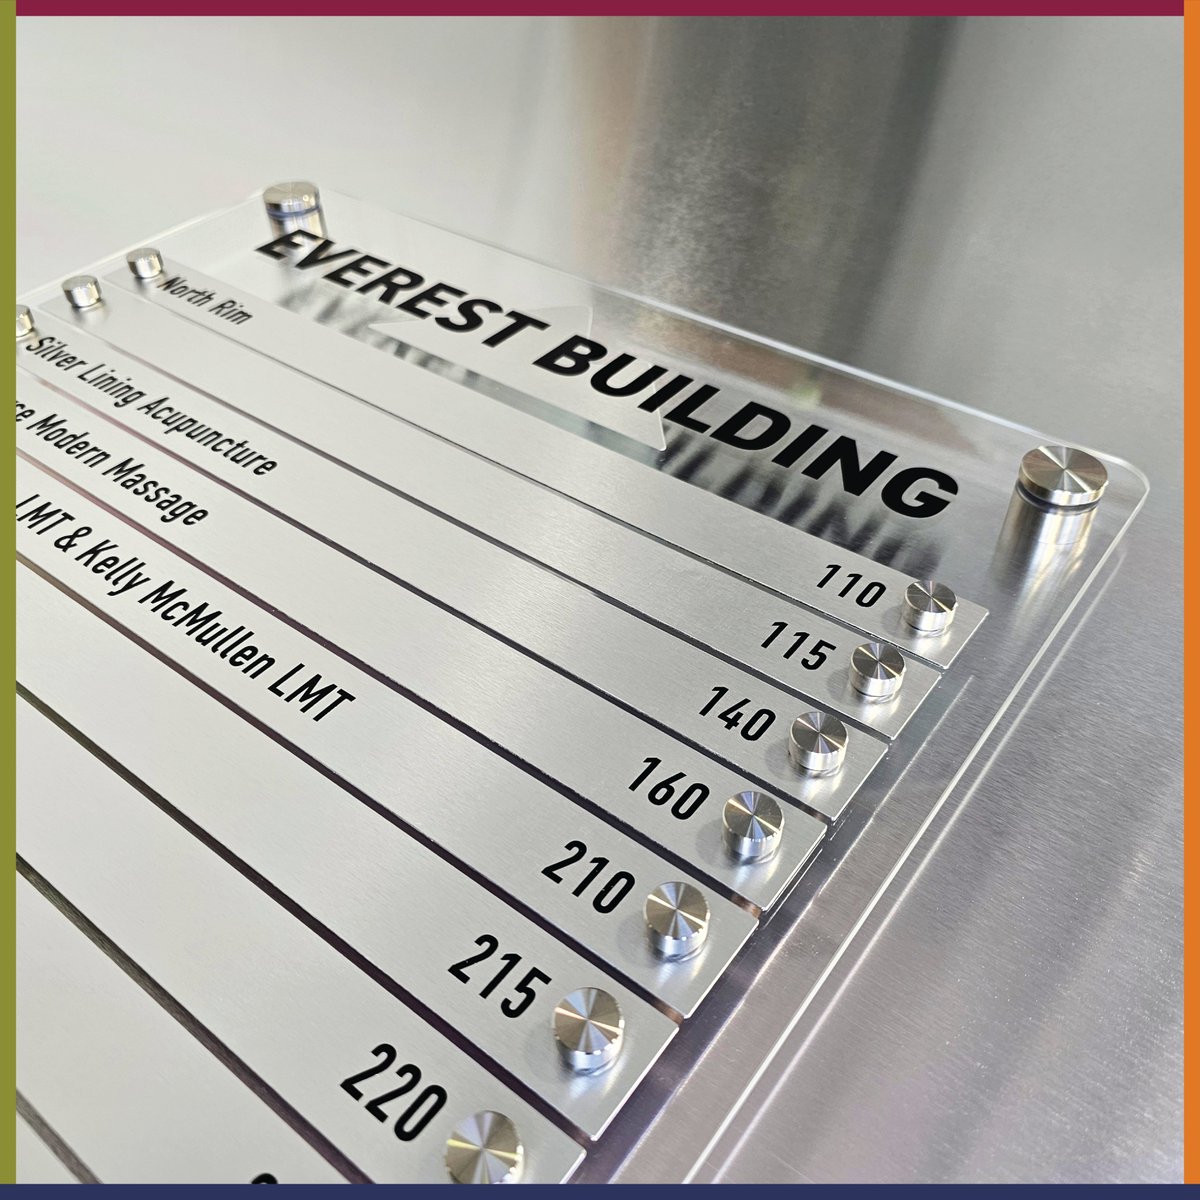 EVEREST BUILDING
North Rim 110
115
Silver Lining Acupuncture 140
Modern Massage 160
LMT & Kelly McMullen LMT 210
215
220